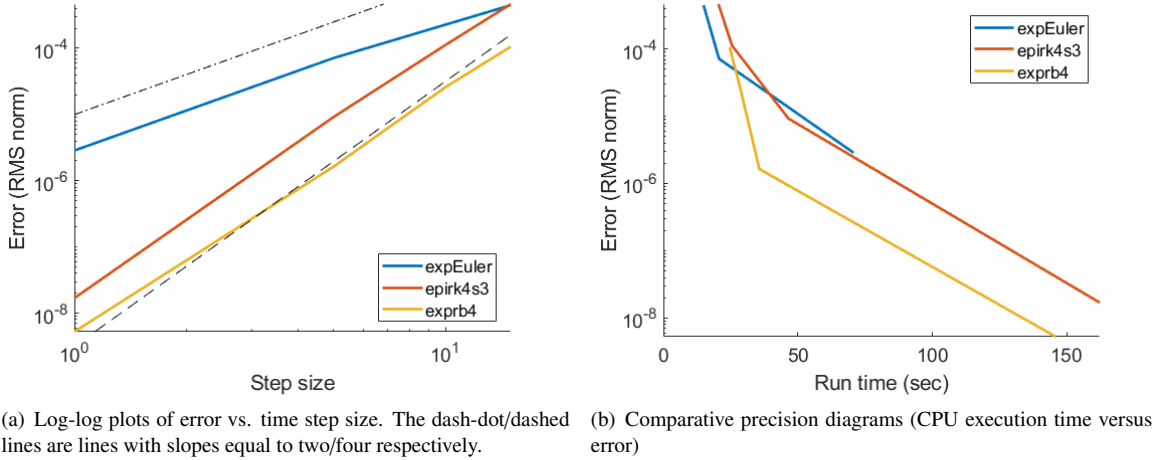 10^-4
10^-6
10^-8
Error (RMS norm)
expEuler
epirk4s3
exprb4
10^0
10^1
Step size
(a) Log-log plots of error vs. time step size. The dash-dot/dashed
lines are lines with slopes equal to two/four respectively.
10^-4
10^-6
10^-8
Error (RMS norm)
expEuler
epirk4s3
exprb4
0
50
100
150
Run time (sec)
(b) Comparative precision diagrams (CPU execution time versus
error)